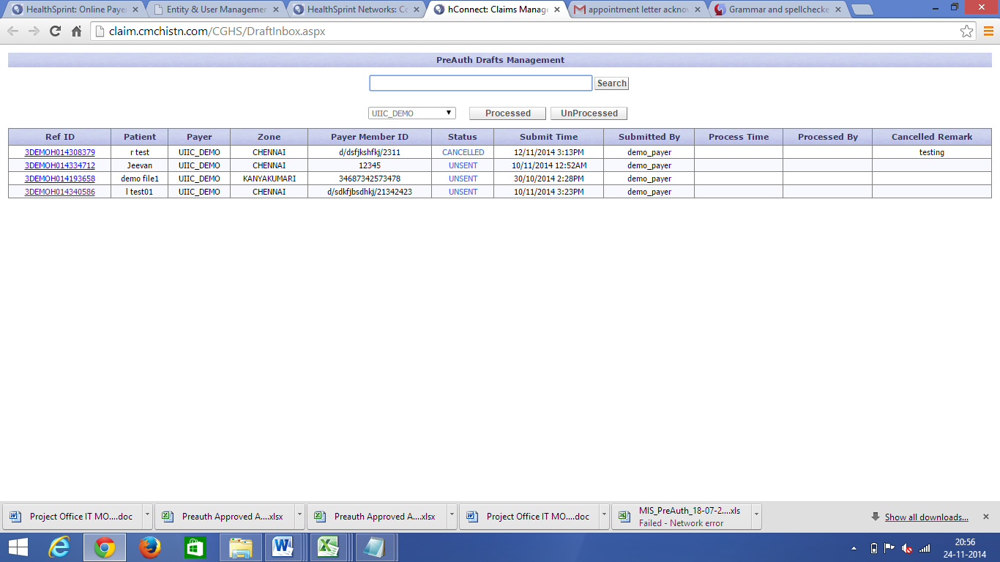 HealthSprint: Online Payer Entity & User Managemen HealthSprint Networks: Co hConnect: Claims Manage appointment letter acknow Grammar and spellchecke
claim.cmchistn.com/CGHS/DraftInbox.aspx
PreAuth Drafts Management
Search
UIIC_DEMO Processed UnProcessed
Ref ID Patient Payer Zone Payer Member ID Status Submit Time Submitted By Process Time Processed By Cancelled Remark
3DEMOH014308379 r test UIIC_DEMO CHENNAI d/dsfjkshfkj/2311 CANCELLED 12/11/2014 3:13PM demo_payer testing
3DEMOH014334712 Jeevan UIIC_DEMO CHENNAI 12345 UNSENT 10/11/2014 12:52AM demo_payer
3DEMOH014193658 demo file1 UIIC_DEMO KANYAKUMARI 34687342573478 UNSENT 30/10/2014 2:28PM demo_payer
3DEMOH014340586 l test01 UIIC_DEMO CHENNAI d/sdkfjbsdhkj/21342423 UNSENT 10/11/2014 3:23PM demo_payer
Project Office IT MO....doc Preauth Approved A....xlsx Preauth Approved A....xlsx Project Office IT MO....doc MIS_PreAuth_18-07-2....xls Show all downloads...
Failed - Network error
20:56
24-11-2014